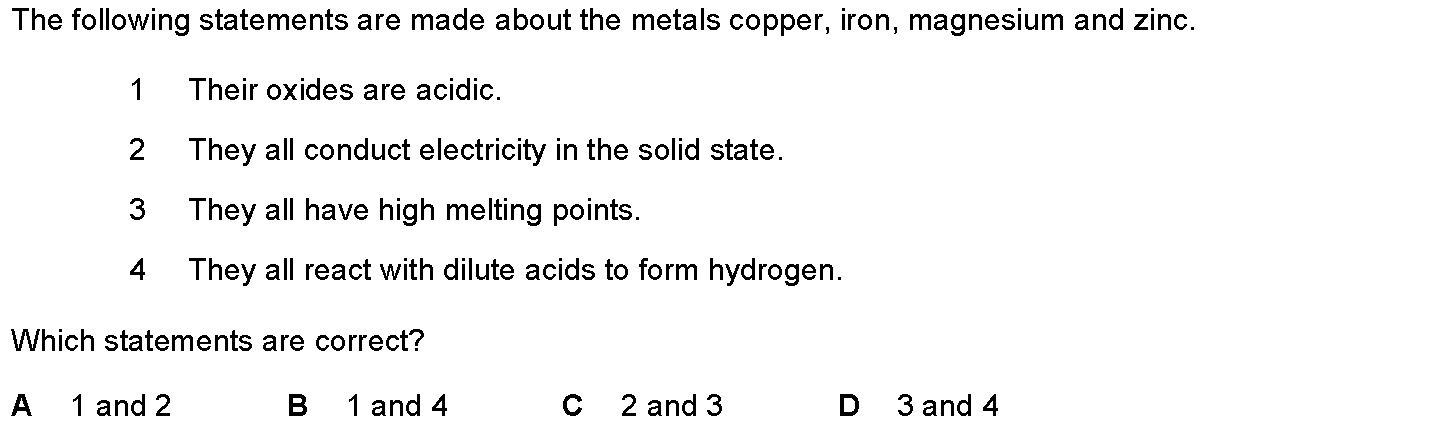 The following statements are made about the metals copper, iron, magnesium and zinc.
1 Their oxides are acidic.
2 They all conduct electricity in the solid state.
3 They all have high melting points.
4 They all react with dilute acids to form hydrogen.
Which statements are correct?
A 1 and 2 B 1 and 4 C 2 and 3 D 3 and 4